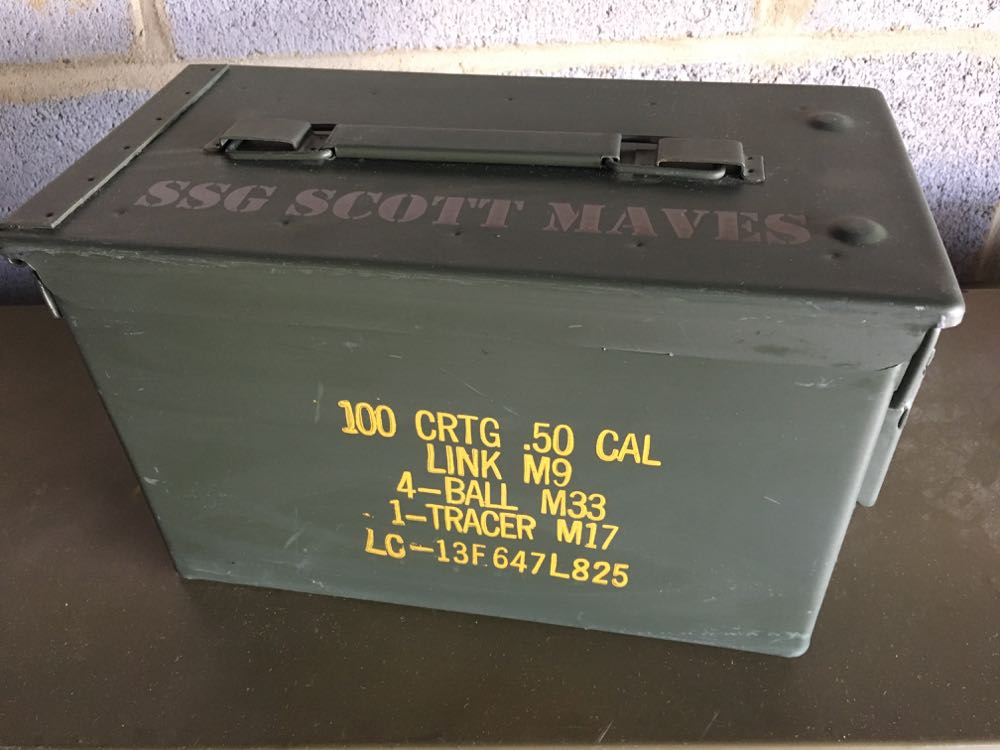 SSG SCOTT MAVES
100 CRTG .50 CAL
LINK M9
4-BALL M33
1-TRACER M17
LC-13F647L825